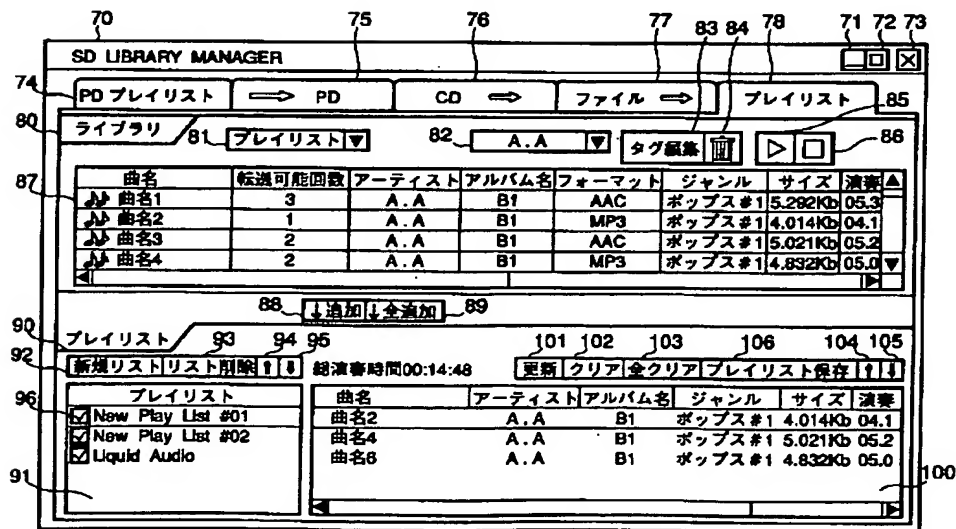 70 75 76 77 78 71 72 73
83 84
SD LIBRARY MANAGER
74 PD プレイリスト ⇨ PD CD ⇨ ファイル ⇨ プレイリスト 85
80 ライブラリ 81 プレイリスト ▼ 82 A.A ▼ タグ編集 86
87 曲名 転送可能回数 アーティスト アルバム名 フォーマット ジャンル サイズ 演奏
曲名1 3 A.A B1 AAC ポップス#1 5.292Kb 05.3
曲名2 1 A.A B1 MP3 ポップス#1 4.014Kb 04.1
曲名3 2 A.A B1 AAC ポップス#1 5.021Kb 05.2
曲名4 2 A.A B1 MP3 ポップス#1 4.832Kb 05.0
88 ↓追加 ↓全追加 89
90 プレイリスト 93 94 95 101 102 103 106 104 105
92 新規リスト リスト削除 ↑ ↓ 総演奏時間00:14:48 更新 クリア 全クリア プレイリスト保存 ↑ ↓
96 プレイリスト
New Play List #01
New Play List #02
Liquid Audio
91
曲名 アーティスト アルバム名 ジャンル サイズ 演奏
曲名2 A.A B1 ポップス#1 4.014Kb 04.1
曲名4 A.A B1 ポップス#1 5.021Kb 05.2
曲名6 A.A B1 ポップス#1 4.832Kb 05.0
100